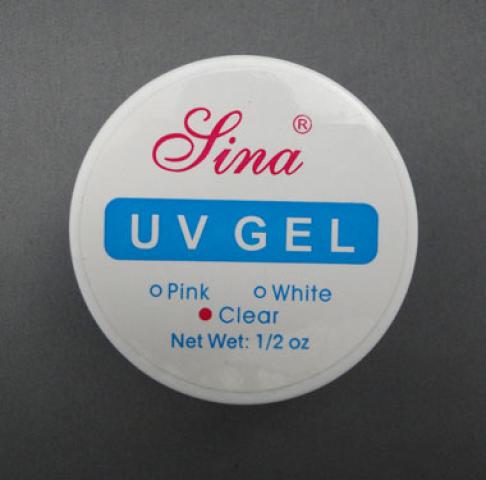 Sina®
UV GEL
Pink White
Clear
Net Wet: 1/2 oz